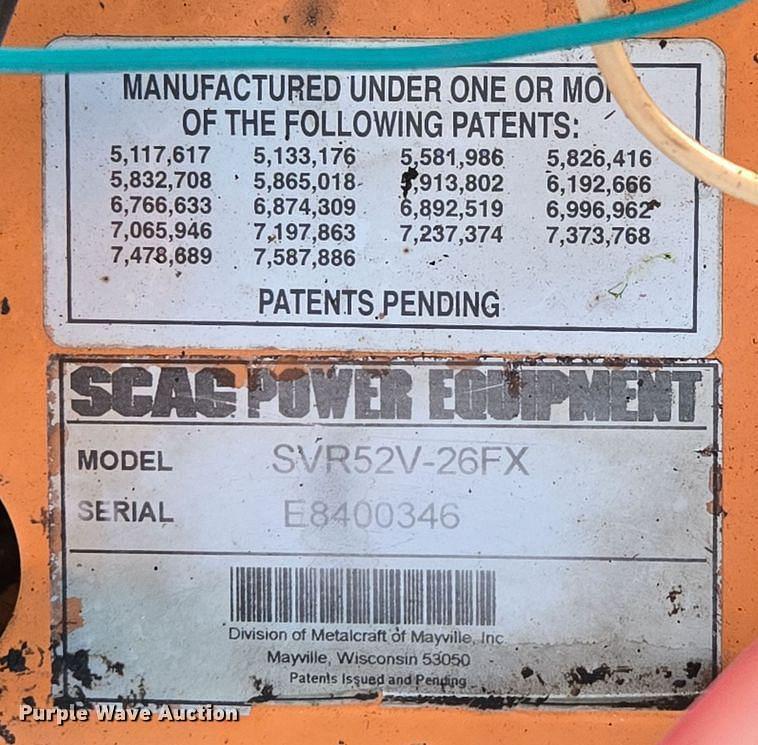 MANUFACTURED UNDER ONE OR
OF THE FOLLOWING PATENTS:
5,117,617 5,133,176 5,581,986 5,826,416
5,832,708 5,865,018 5,913,802 6,192,666
6,766,633 6,874,309 6,892,519 6,996,962
7,065,946 7,197,863 7,237,374 7,373,768
7,478,689 7,587,886
PATENTS PENDING
SCAG POWER EQUIPMENT
MODEL SVR52V-26FX
SERIAL E8400346
Division of Metalcraft of Mayville, Inc.
Mayville, Wisconsin 53050
Patents Issued and Pending
Purple Wave Auction